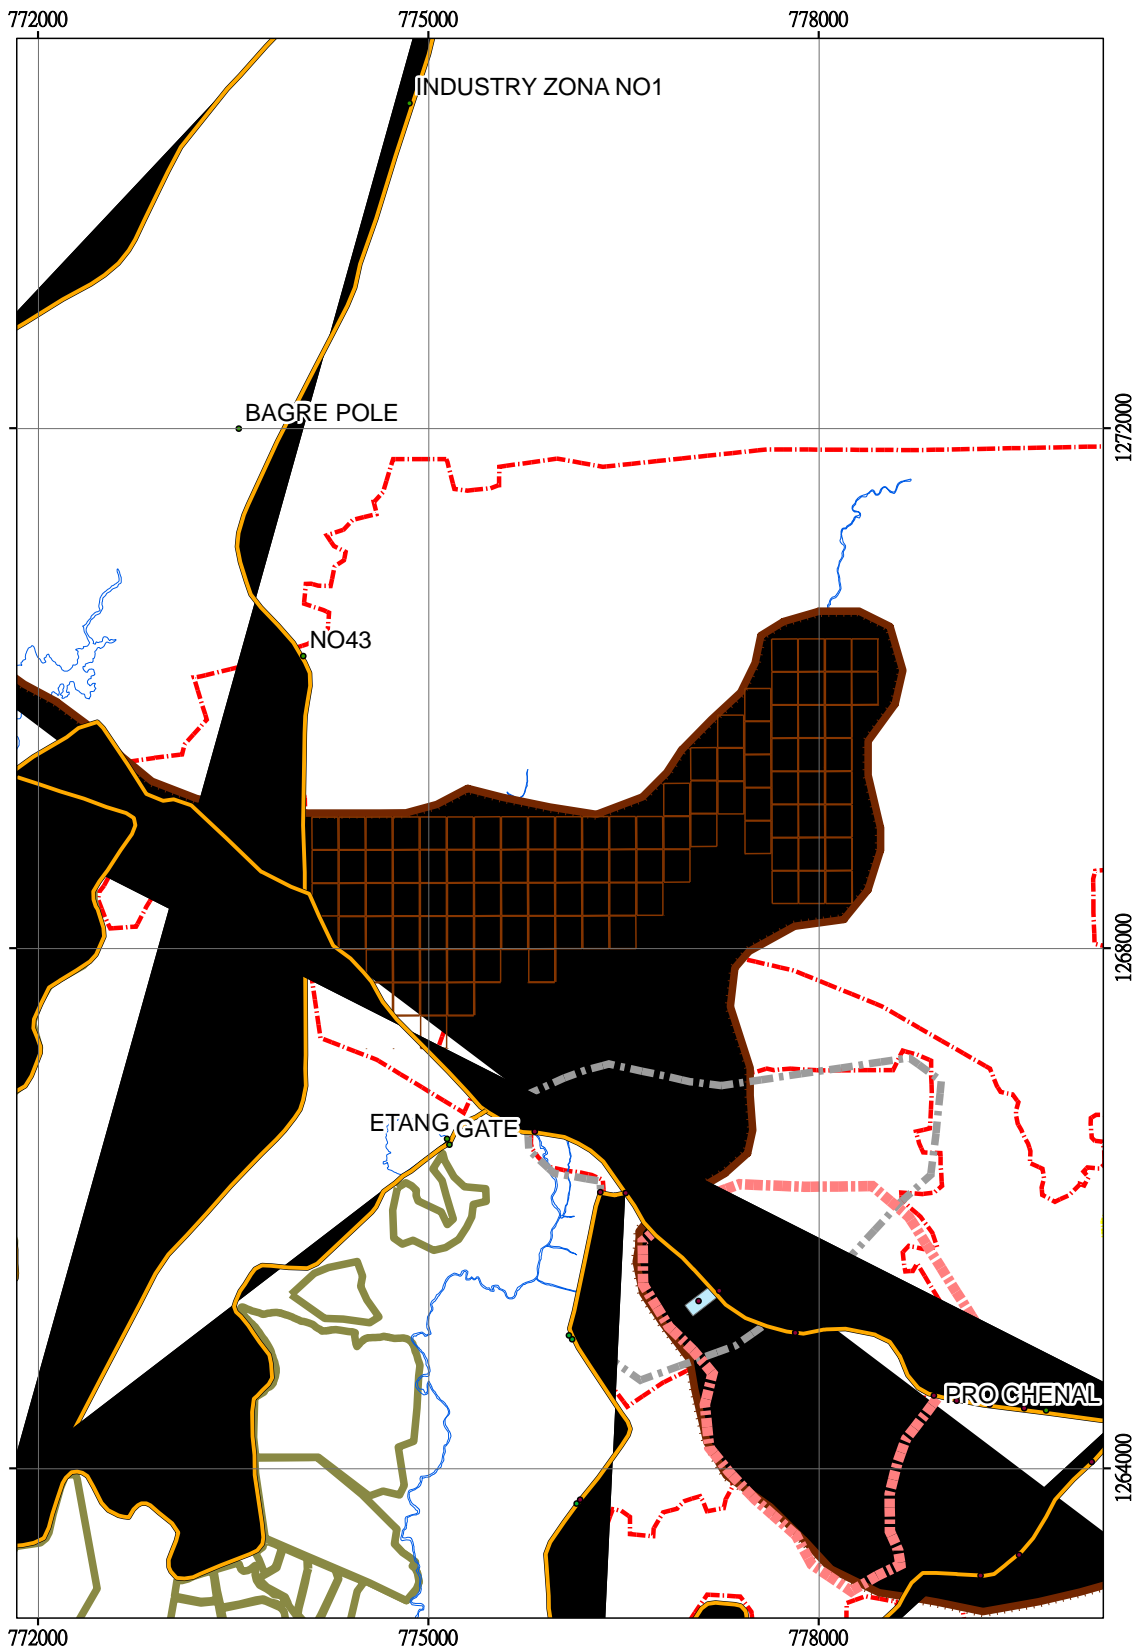 772000 775000 778000
INDUSTRY ZONA NO1
BAGRE POLE
1272000
NO43
1268000
ETANG GATE
PRO CHENAL
1264000
772000 775000 778000